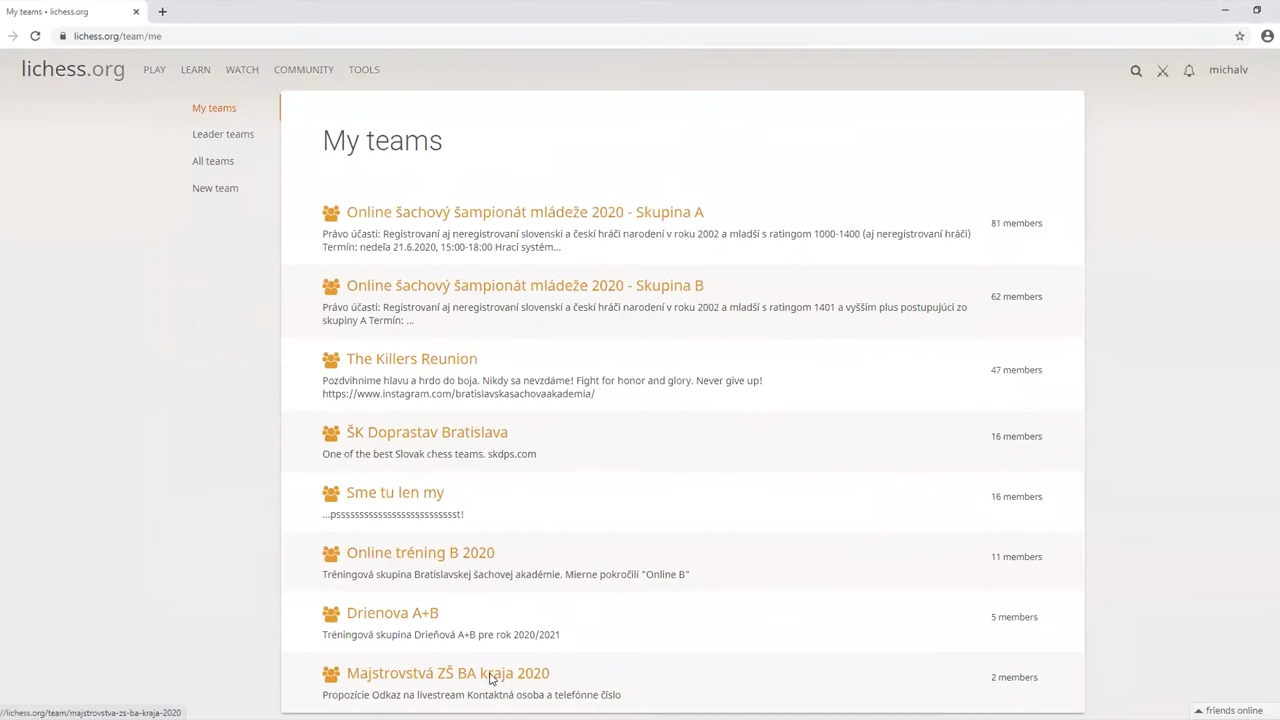 My teams • lichess.org
lichess.org/team/me
lichess.org PLAY LEARN WATCH COMMUNITY TOOLS michalv
My teams
Leader teams
All teams
New team
My teams
Online šachový šampionát mládeže 2020 - Skupina A
Právo účasti: Registrovaní aj neregistrovaní slovenskí a českí hráči narodení v roku 2002 a mladší s ratingom 1000-1400 (aj neregistrovaní hráči)
Termín: nedeľa 21.6.2020, 15:00-18:00 Hrací systém...
81 members
Online šachový šampionát mládeže 2020 - Skupina B
Právo účasti: Registrovaní aj neregistrovaní slovenskí a českí hráči narodení v roku 2002 a mladší s ratingom 1401 a vyšším plus postupujúci zo
skupiny A Termín: ...
62 members
The Killers Reunion
Pozdvihnime hlavu a hrdo do boja. Nikdy sa nevzdáme! Fight for honor and glory. Never give up!
https://www.instagram.com/bratislavskasachovaakademia/
47 members
ŠK Doprastav Bratislava
One of the best Slovak chess teams. skdps.com
16 members
Sme tu len my
...psssssssssssssssssssssssssst!
16 members
Online tréning B 2020
Tréningová skupina Bratislavskej šachovej akadémie. Mierne pokročilí "Online B"
11 members
Drienova A+B
Tréningová skupina Drieňová A+B pre rok 2020/2021
5 members
Majstrovstvá ZŠ BA kraja 2020
Propozície Odkaz na livestream Kontaktná osoba a telefónne číslo
2 members
//lichess.org/team/majstrovstva-zs-ba-kraja-2020
friends online